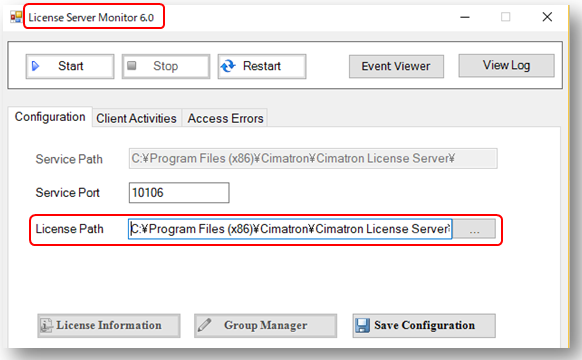 License Server Monitor 6.0
Start Stop Restart Event Viewer View Log
Configuration Client Activities Access Errors
Service Path C:¥Program Files (x86)¥Cimatron¥Cimatron License Server¥
Service Port 10106
License Path C:¥Program Files (x86)¥Cimatron¥Cimatron License Server¥ ...
License Information Group Manager Save Configuration